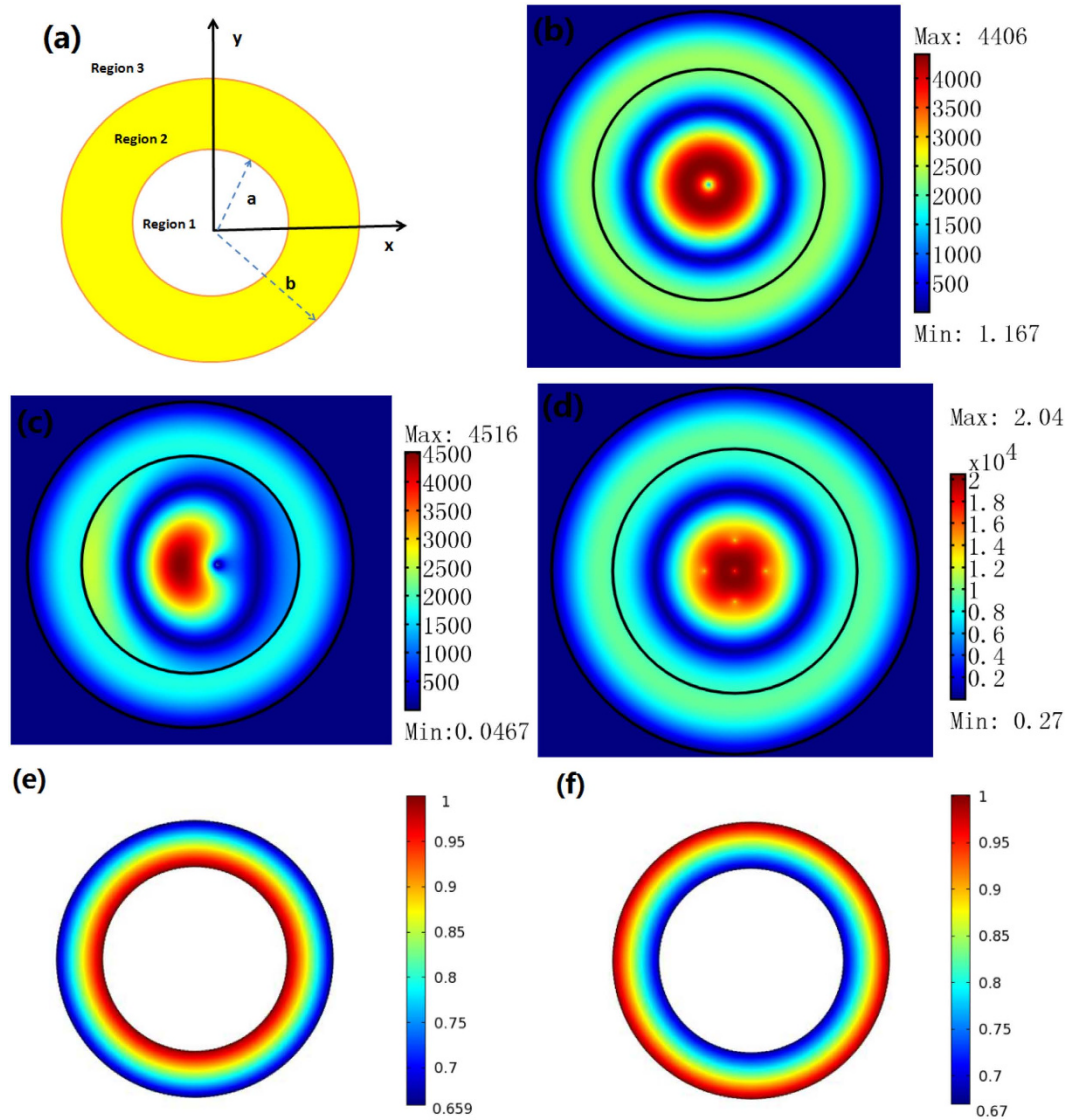 (a)
y
Region 3
Region 2
Region 1
a
b
x
(b)
Max: 4406
4000
3500
3000
2500
2000
1500
1000
500
Min: 1.167
(c)
Max: 4516
4500
4000
3500
3000
2500
2000
1500
1000
500
Min:0.0467
(d)
Max: 2.04
x10^4
2
1.8
1.6
1.4
1.2
1
0.8
0.6
0.4
0.2
Min: 0.27
(e)
1
0.95
0.9
0.85
0.8
0.75
0.7
0.659
(f)
1
0.95
0.9
0.85
0.8
0.75
0.7
0.67